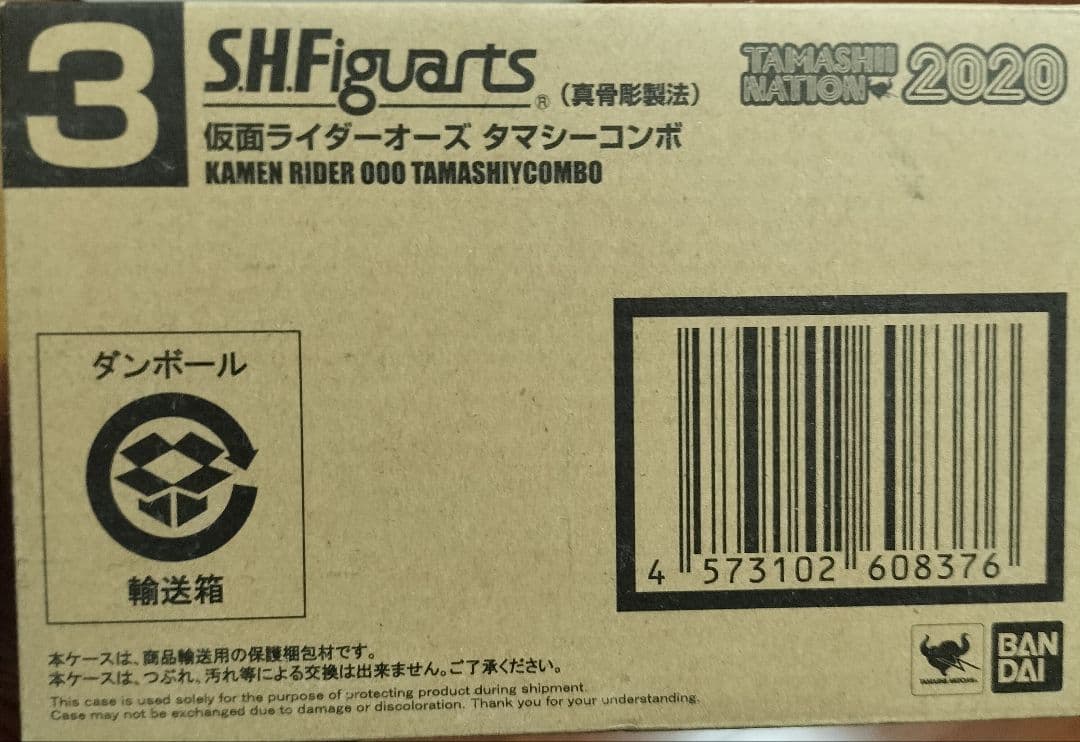 3
S.H.Figuarts® (真骨彫製法)
TAMASHII
NATION 2020
仮面ライダーオーズ タマシーコンボ
KAMEN RIDER OOO TAMASHIYCOMBO
ダンボール
輸送箱
4 573102 608376
本ケースは、商品輸送用の保護梱包材です。
本ケースは、つぶれ、汚れ等による交換は出来ません。ご了承ください。
This case is used solely for the purpose of protecting product during shipment.
Case may not be exchanged due to damage or discoloration. Thank you for your understanding.
TAMASHII NATIONS
BAN
DAI